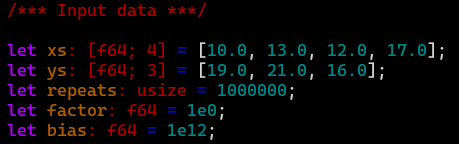 /*** Input data ***/
let xs: [f64; 4] = [10.0, 13.0, 12.0, 17.0];
let ys: [f64; 3] = [19.0, 21.0, 16.0];
let repeats: usize = 1000000;
let factor: f64 = 1e0;
let bias: f64 = 1e12;